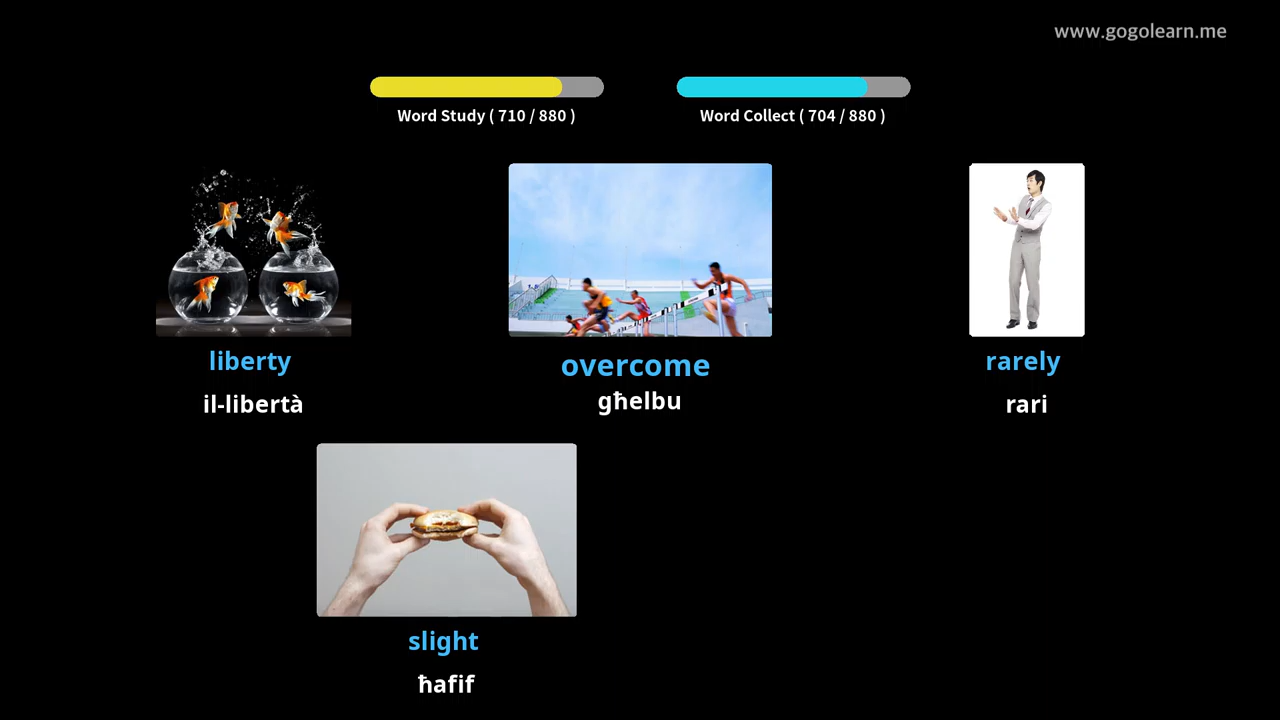 www.gogolearn.me
Word Study ( 710 / 880 )
Word Collect ( 704 / 880 )
liberty
il-libertà
overcome
għelbu
rarely
rari
slight
ħafif